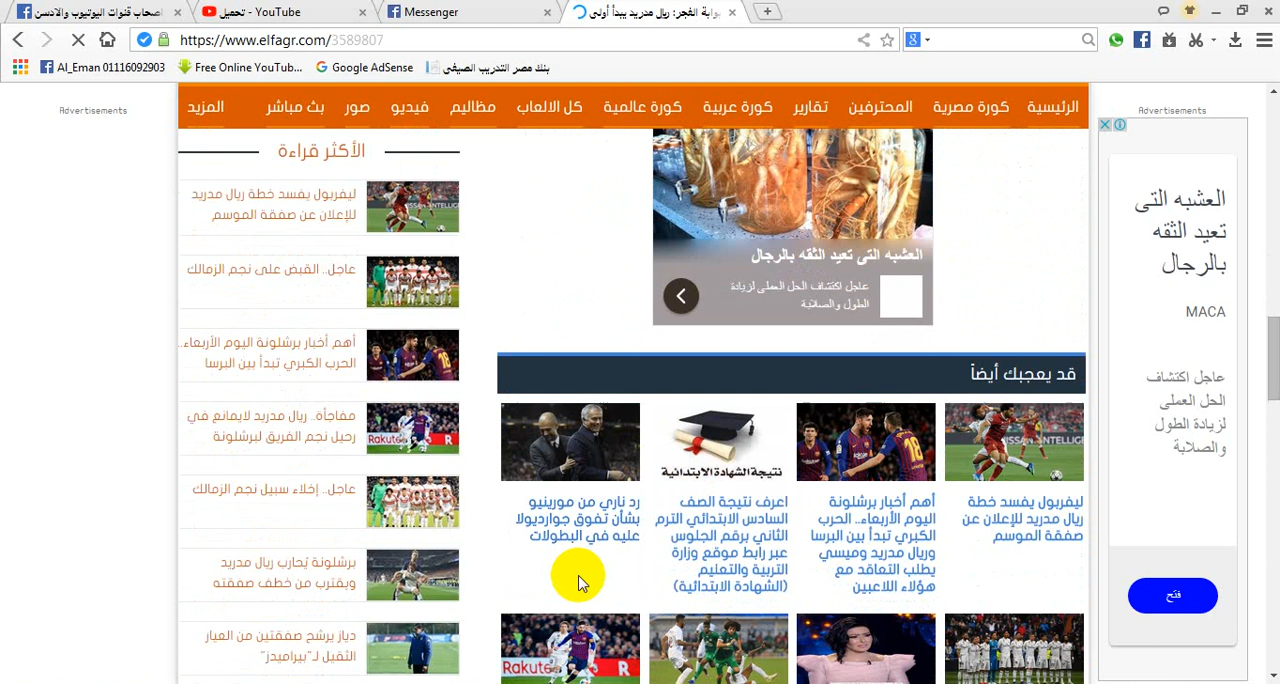 اصحاب قنوات اليوتيوب والادسن
تحميل - YouTube
Messenger
بوابة الفجر: ريال مدريد يبدأ أولى
https://www.elfagr.com/3589807
Al_Eman 01116092903
Free Online YouTub...
Google AdSense
بنك مصر التدريب الصيفى
الرئيسية
كورة مصرية
المحترفين
تقارير
كورة عربية
كورة عالمية
كل الالعاب
مظاليم
فيديو
صور
بث مباشر
المزيد
Advertisements
Advertisements
العشبه التى تعيد الثقه بالرجال
عاجل اكتشاف الحل العملى لزيادة
الطول والصلابة
قد يعجبك أيضاً
ليفربول يفسد خطة
ريال مدريد للإعلان عن
صفقة الموسم
أهم أخبار برشلونة
اليوم الأربعاء.. الحرب
الكبري تبدأ بين البرسا
وريال مدريد وميسي
يطلب التعاقد مع
هؤلاء اللاعبين
نتيجة الشهادة الابتدائية
اعرف نتيجة الصف
السادس الابتدائي الترم
الثاني برقم الجلوس
عبر رابط موقع وزارة
التربية والتعليم
(الشهادة الابتدائية)
رد ناري من مورينيو
بشأن تفوق جوارديولا
عليه في البطولات
الأكثر قراءة
ليفربول يفسد خطة ريال مدريد
للإعلان عن صفقة الموسم
عاجل.. القبض على نجم الزمالك
أهم أخبار برشلونة اليوم الأربعاء..
الحرب الكبري تبدأ بين البرسا
مفاجأة.. ريال مدريد لايمانع في
رحيل نجم الفريق لبرشلونة
عاجل.. إخلاء سبيل نجم الزمالك
برشلونة يُحارب ريال مدريد
ويقترب من خطف صفقته
دياز يرشح صفقتين من العيار
الثقيل لـ"بيراميدز"
العشبه التى
تعيد الثقه
بالرجال
MACA
عاجل اكتشاف
الحل العملى
لزيادة الطول
والصلابة
فتح